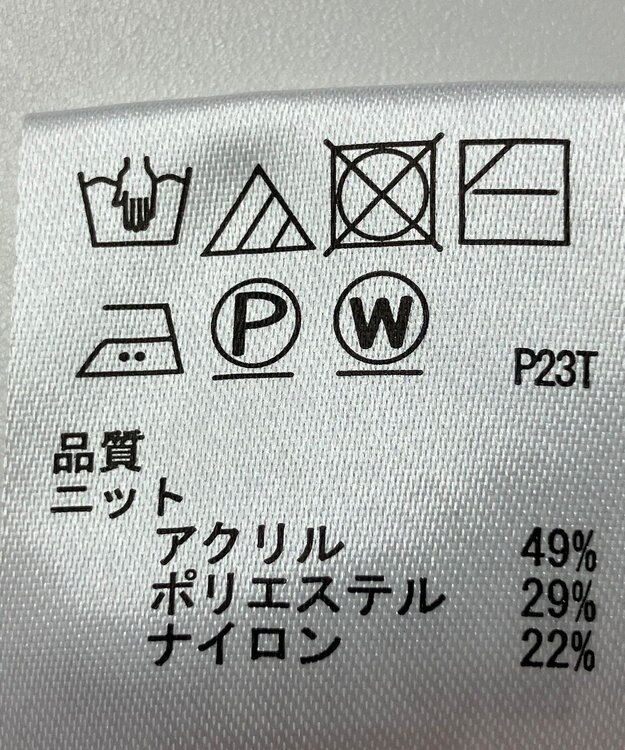 P W P23T
品質
ニット
アクリル 49%
ポリエステル 29%
ナイロン 22%